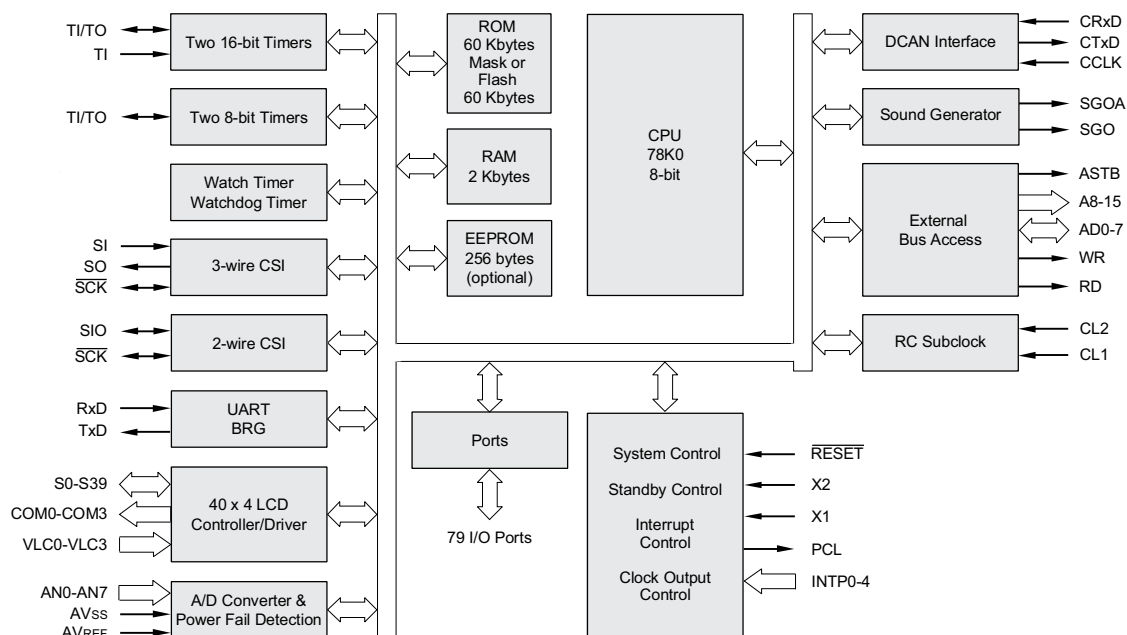 TI/TO
TI
Two 16-bit Timers
TI/TO
Two 8-bit Timers
Watch Timer
Watchdog Timer
SI
SO
SCK
3-wire CSI
SIO
SCK
2-wire CSI
RxD
TxD
UART
BRG
S0-S39
COM0-COM3
VLC0-VLC3
40 x 4 LCD
Controller/Driver
AN0-AN7
AVSS
AVREF
A/D Converter &
Power Fail Detection
ROM
60 Kbytes
Mask or
Flash
60 Kbytes
RAM
2 Kbytes
EEPROM
256 bytes
(optional)
CPU
78K0
8-bit
Ports
79 I/O Ports
System Control
Standby Control
Interrupt
Control
Clock Output
Control
RESET
X2
X1
PCL
INTP0-4
DCAN Interface
CRxD
CTxD
CCLK
Sound Generator
SGOA
SGO
External
Bus Access
ASTB
A8-15
AD0-7
WR
RD
RC Subclock
CL2
CL1